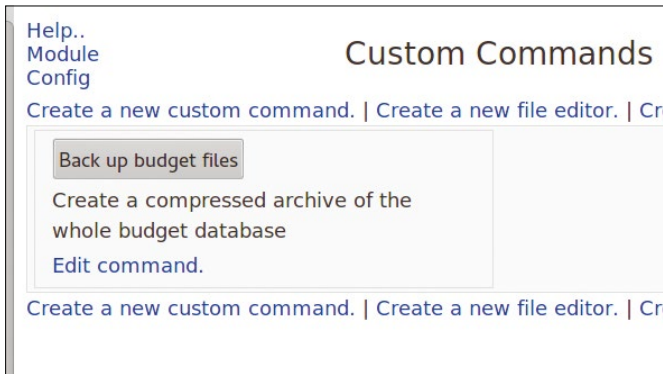 Help..
Module
Config
Custom Commands
Create a new custom command. | Create a new file editor. |
Back up budget files
Create a compressed archive of the
whole budget database
Edit command.
Create a new custom command. | Create a new file editor. |